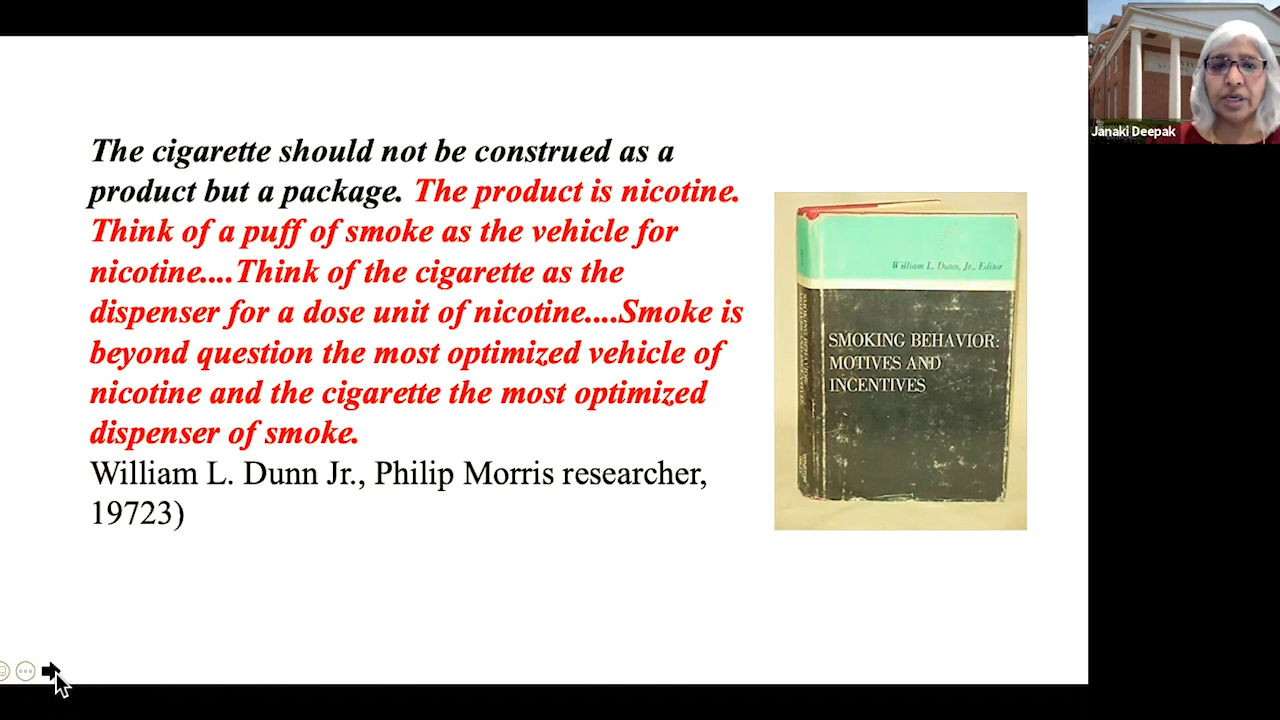 The cigarette should not be construed as a
product but a package. The product is nicotine.
Think of a puff of smoke as the vehicle for
nicotine....Think of the cigarette as the
dispenser for a dose unit of nicotine....Smoke is
beyond question the most optimized vehicle of
nicotine and the cigarette the most optimized
dispenser of smoke.
William L. Dunn Jr., Philip Morris researcher,
19723)
William L. Dunn, Jr., Editor
SMOKING BEHAVIOR:
MOTIVES AND
INCENTIVES
Janaki Deepak